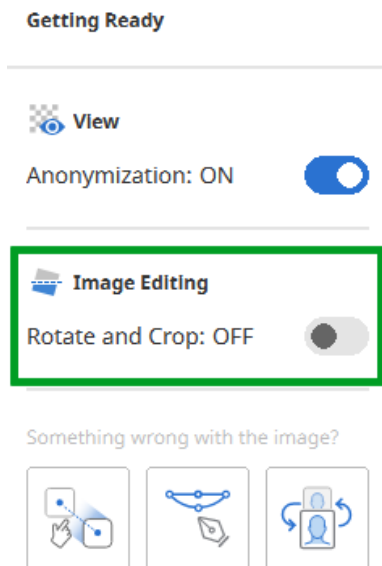 Getting Ready
View
Anonymization: ON
Image Editing
Rotate and Crop: OFF
Something wrong with the image?